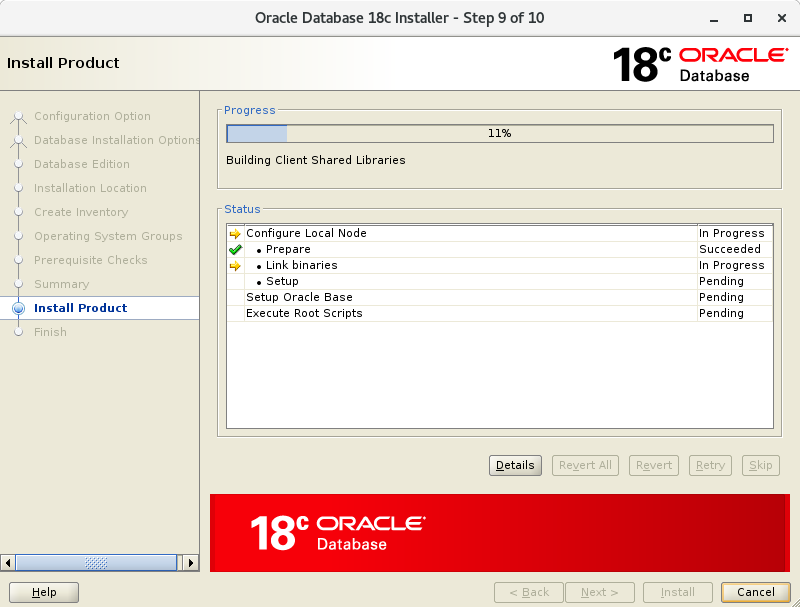 Oracle Database 18c Installer - Step 9 of 10
Install Product
18c ORACLE
Database
Configuration Option
Database Installation Options
Database Edition
Installation Location
Create Inventory
Operating System Groups
Prerequisite Checks
Summary
Install Product
Finish
Progress
11%
Building Client Shared Libraries
Status
Configure Local Node In Progress
• Prepare Succeeded
• Link binaries In Progress
• Setup Pending
Setup Oracle Base Pending
Execute Root Scripts Pending
Details Revert All Revert Retry Skip
18c ORACLE
Database
Help < Back Next > Install Cancel